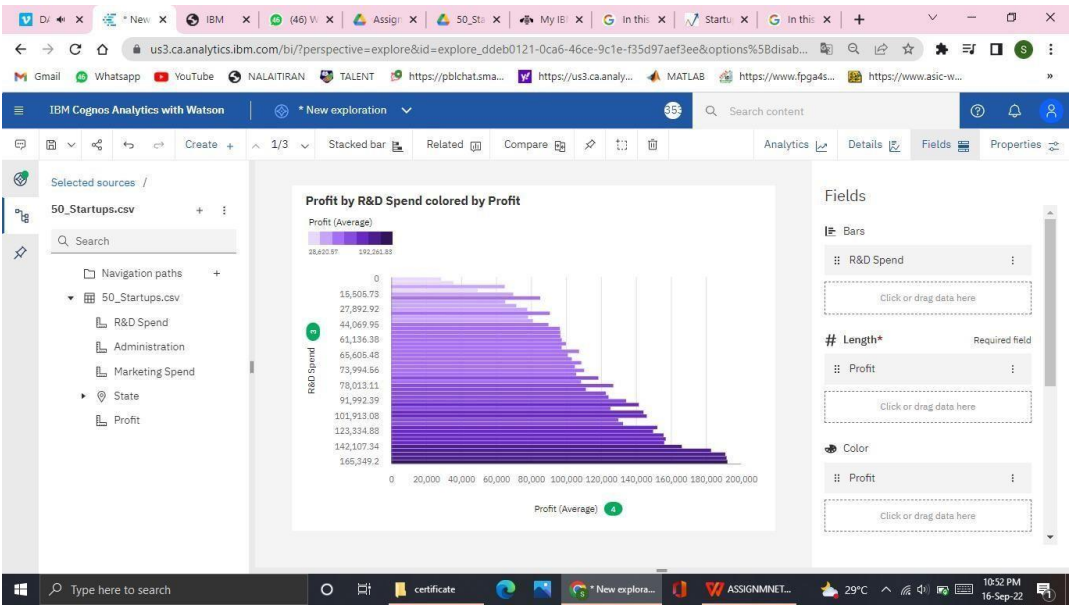 DA
* New
IBM
(46) W
Assign
50_Sta
My IB
In this
Startu
In this
us3.ca.analytics.ibm.com/bi/?perspective=explore&id=explore_ddeb0121-0ca6-46ce-9c1e-f35d97aef3ee&options%5Bdisab...
S
Gmail
Whatsapp
YouTube
NALAITIRAN
TALENT
https://pblchat.sma...
https://us3.ca.analy...
MATLAB
https://www.fpga4s...
https://www.asic-w...
»
IBM Cognos Analytics with Watson
* New exploration
353
Search content
Create +
1/3
Stacked bar
Related
Compare
Analytics
Details
Fields
Properties
Selected sources /
50_Startups.csv
Search
Navigation paths
50_Startups.csv
R&D Spend
Administration
Marketing Spend
State
Profit
Profit by R&D Spend colored by Profit
Profit (Average)
28,620.57 192,261.83
R&D Spend
3
0
15,505.73
27,892.92
44,069.95
61,136.38
65,605.48
73,994.56
78,013.11
91,992.39
101,913.08
123,334.88
142,107.34
165,349.2
0 20,000 40,000 60,000 80,000 100,000 120,000 140,000 160,000 180,000 200,000
Profit (Average) 4
Fields
Bars
R&D Spend
Click or drag data here
# Length* Required field
Profit
Click or drag data here
Color
Profit
Click or drag data here
Type here to search
certificate
* New explora...
ASSIGNMNET...
29°C
10:52 PM
16-Sep-22
1